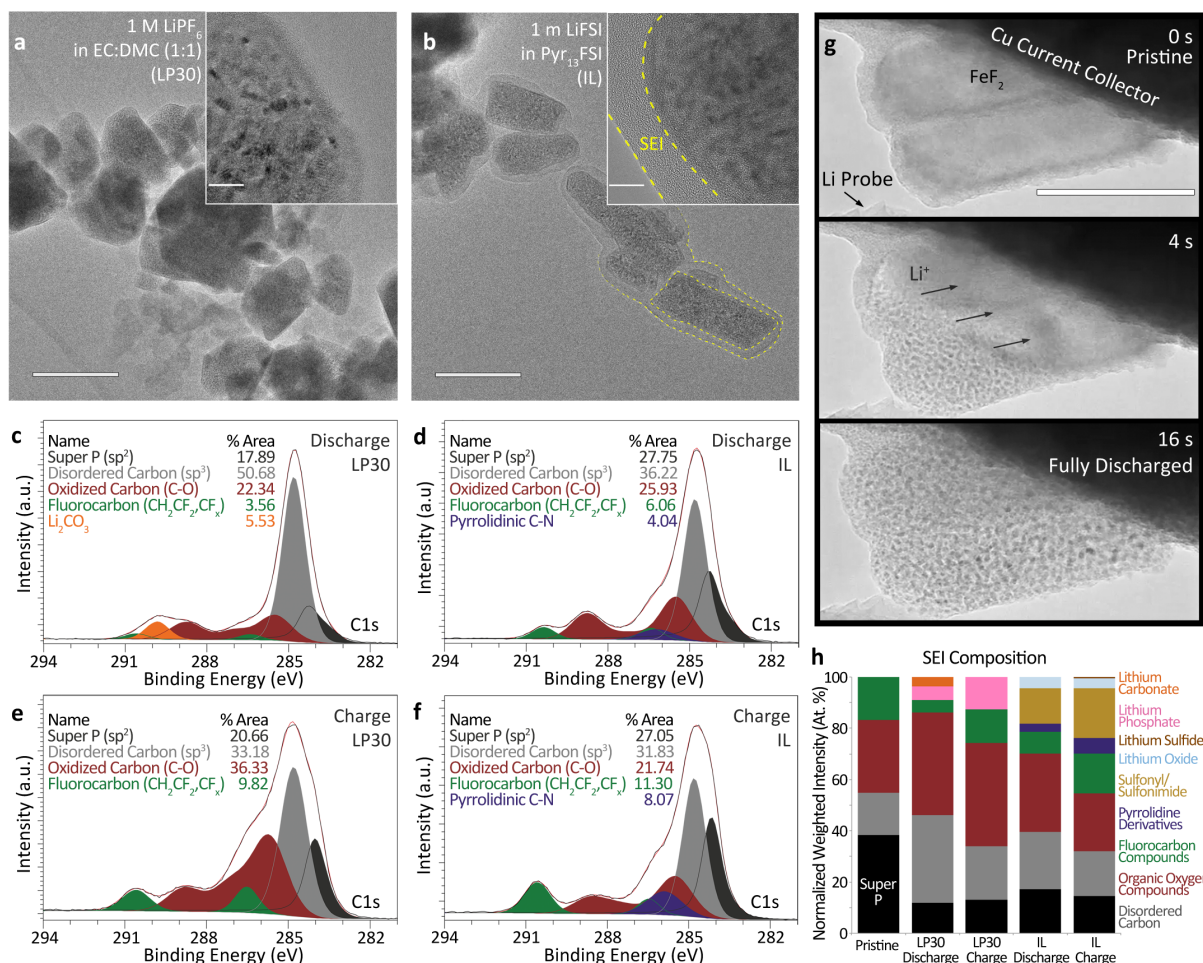 a
1 M LiPF₆
in EC:DMC (1:1)
(LP30)
b
1 m LiFSI
in Pyr₁₃FSI
(IL)
SEI
g
0 s
Pristine
Cu Current Collector
FeF₂
Li Probe
4 s
Li⁺
16 s
Fully Discharged
c
Name % Area
Super P (sp²) 17.89
Disordered Carbon (sp³) 50.68
Oxidized Carbon (C-O) 22.34
Fluorocarbon (CH₂CF₂,CFₓ) 3.56
Li₂CO₃ 5.53
Discharge
LP30
C1s
Intensity (a.u.)
294 291 288 285 282
Binding Energy (eV)
d
Name % Area
Super P (sp²) 27.75
Disordered Carbon (sp³) 36.22
Oxidized Carbon (C-O) 25.93
Fluorocarbon (CH₂CF₂,CFₓ) 6.06
Pyrrolidinic C-N 4.04
Discharge
IL
C1s
Intensity (a.u)
294 291 288 285 282
Binding Energy (eV)
e
Name % Area
Super P (sp²) 20.66
Disordered Carbon (sp³) 33.18
Oxidized Carbon (C-O) 36.33
Fluorocarbon (CH₂CF₂,CFₓ) 9.82
Charge
LP30
C1s
Intensity (a.u.)
294 291 288 285 282
Binding Energy (eV)
f
Name % Area
Super P (sp²) 27.05
Disordered Carbon (sp³) 31.83
Oxidized Carbon (C-O) 21.74
Fluorocarbon (CH₂CF₂,CFₓ) 11.30
Pyrrolidinic C-N 8.07
Charge
IL
C1s
Intensity (a.u.)
294 291 288 285 282
Binding Energy (eV)
h
SEI Composition
Normalized Weighted Intensity (At. %)
100
80
60
40
20
0
Super
P
Pristine
LP30
Discharge
LP30
Charge
IL
Discharge
IL
Charge
Lithium
Carbonate
Lithium
Phosphate
Lithium Sulfide
Lithium Oxide
Sulfonyl/
Sulfonimide
Pyrrolidine
Derivatives
Fluorocarbon
Compounds
Organic Oxygen
Compounds
Disordered
Carbon